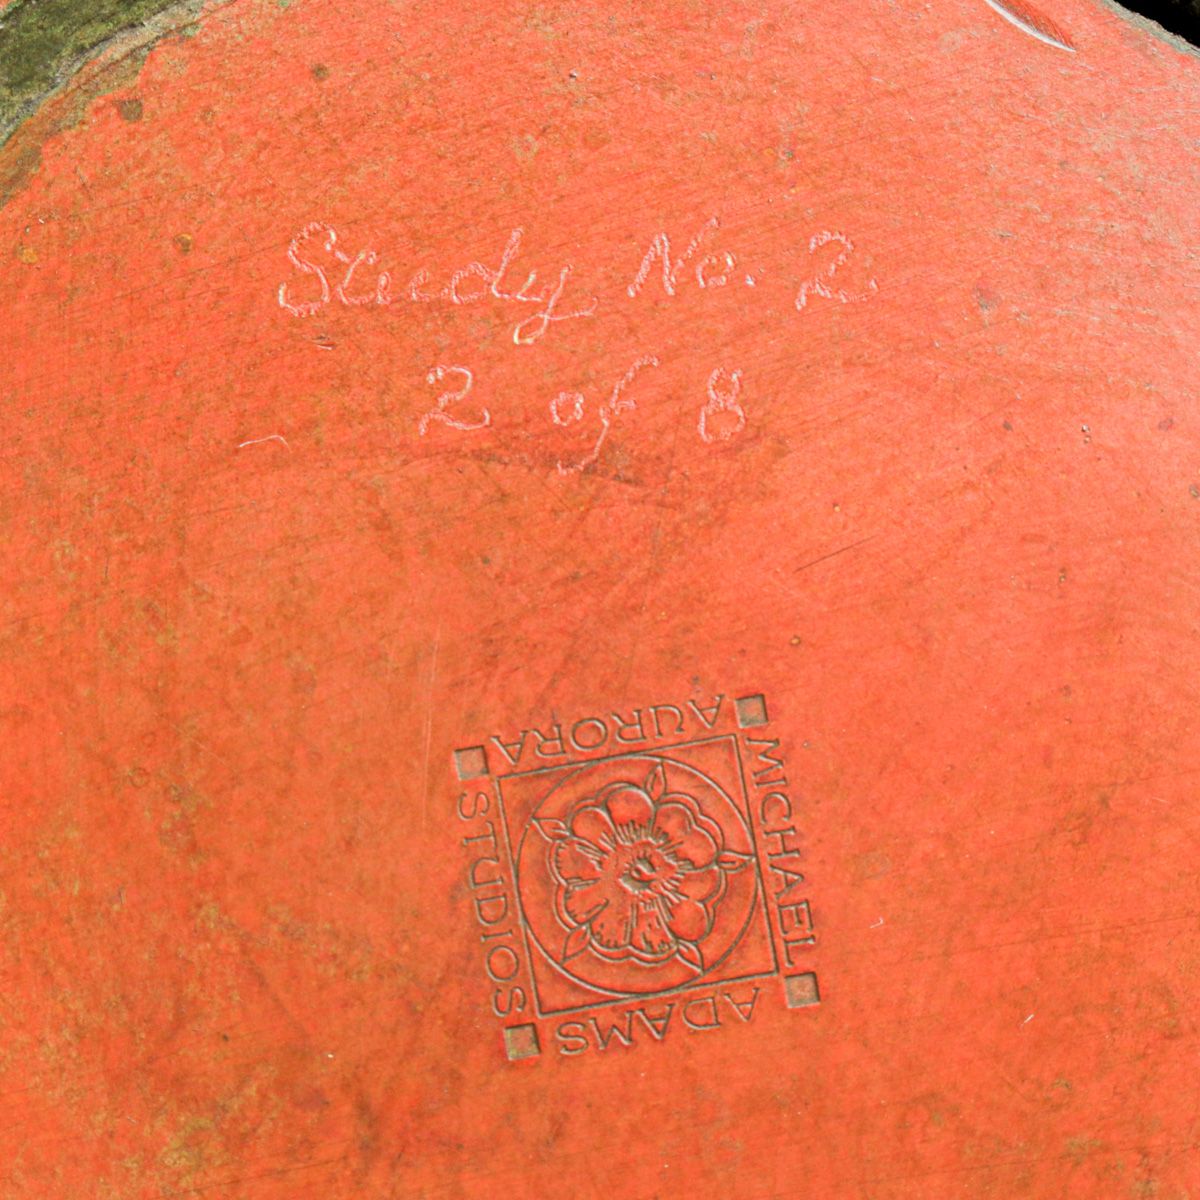 Study No. 2
2 of 8
MICHAEL
ADAMS
STUDIOS
AURORA